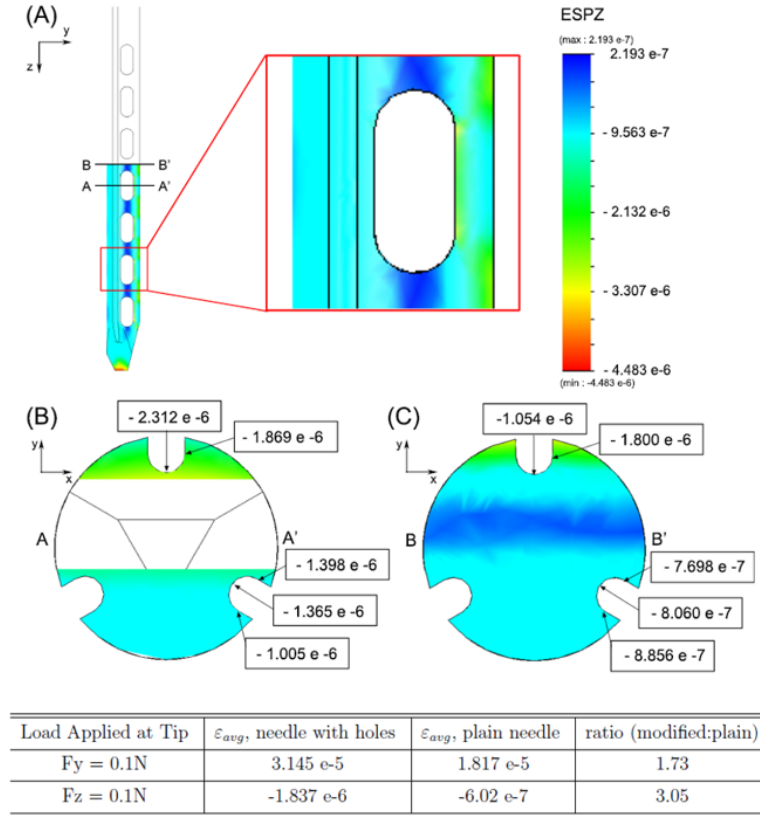 (A)
y
z
B B'
A A'
ESPZ
(max : 2.193 e-7)
2.193 e-7
- 9.563 e-7
- 2.132 e-6
- 3.307 e-6
- 4.483 e-6
(min : -4.483 e-6)
(B)
y
x
- 2.312 e -6
- 1.869 e -6
A A'
- 1.398 e -6
- 1.365 e -6
- 1.005 e -6
(C)
y
x
-1.054 e -6
- 1.800 e -6
B B'
- 7.698 e -7
- 8.060 e -7
- 8.856 e -7
Load Applied at Tip ε_avg, needle with holes ε_avg, plain needle ratio (modified:plain)
Fy = 0.1N 3.145 e-5 1.817 e-5 1.73
Fz = 0.1N -1.837 e-6 -6.02 e-7 3.05